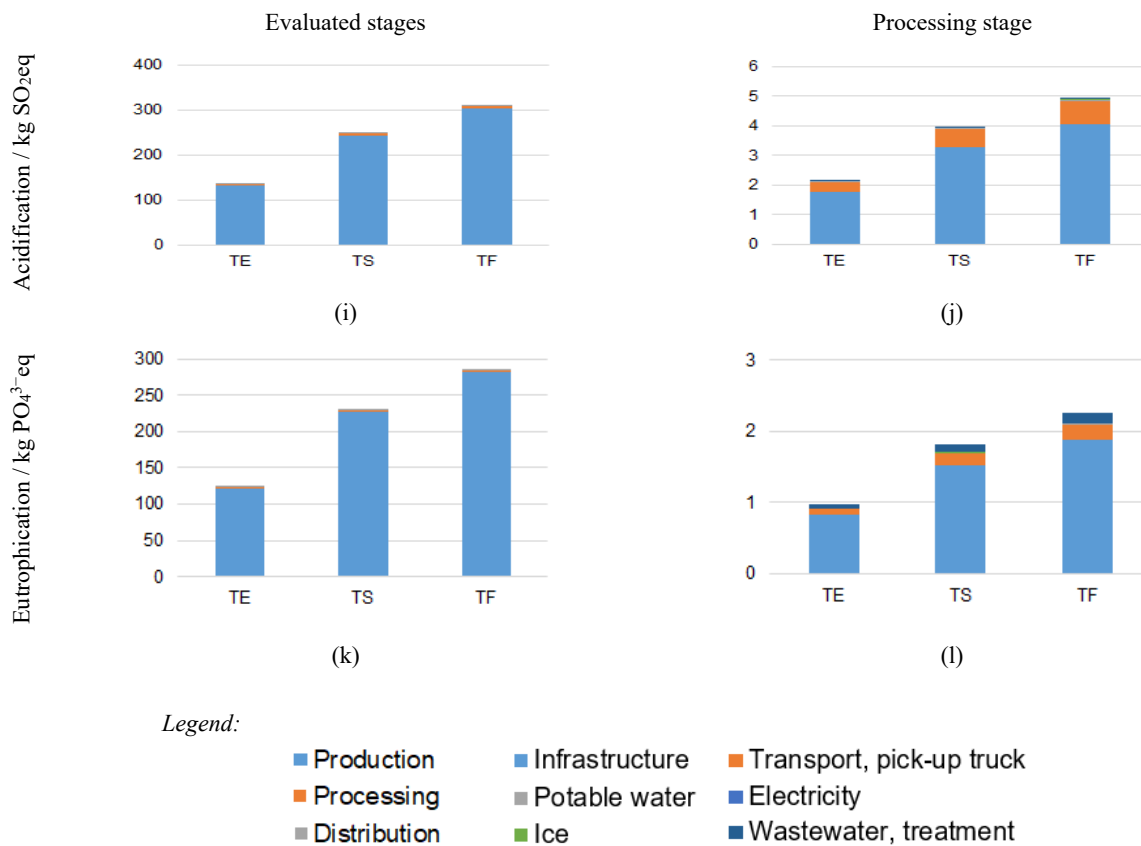 Evaluated stages
Processing stage
Acidification / kg SO₂eq
400
300
200
100
0
TE TS TF
(i)
6
5
4
3
2
1
0
TE TS TF
(j)
Eutrophication / kg PO₄³⁻eq
300
250
200
150
100
50
0
TE TS TF
(k)
3
2
1
0
TE TS TF
(l)
Legend:
Production Infrastructure Transport, pick-up truck
Processing Potable water Electricity
Distribution Ice Wastewater, treatment